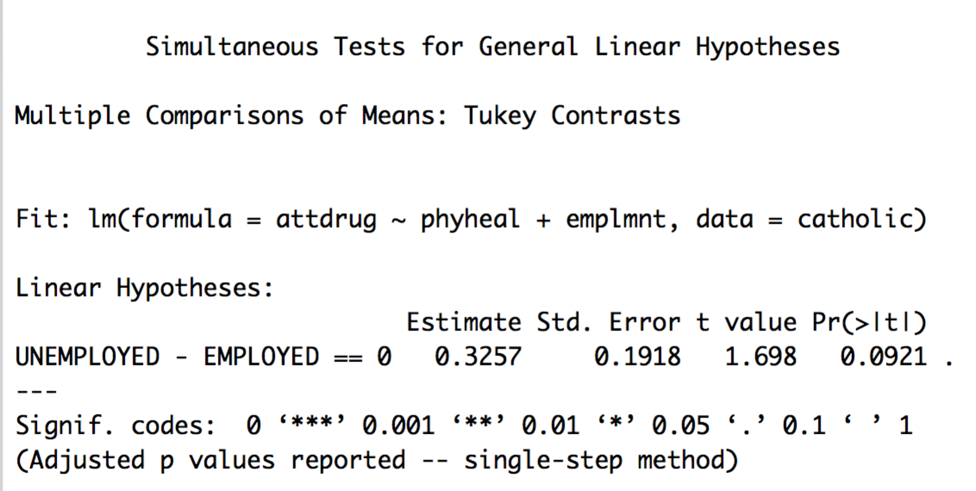 Simultaneous Tests for General Linear Hypotheses
Multiple Comparisons of Means: Tukey Contrasts
Fit: lm(formula = attdrug ~ phyheal + emplmnt, data = catholic)
Linear Hypotheses:
Estimate Std. Error t value Pr(>|t|)
UNEMPLOYED - EMPLOYED == 0 0.3257 0.1918 1.698 0.0921 .
---
Signif. codes: 0 ‘***’ 0.001 ‘**’ 0.01 ‘*’ 0.05 ‘.’ 0.1 ‘ ’ 1
(Adjusted p values reported -- single-step method)